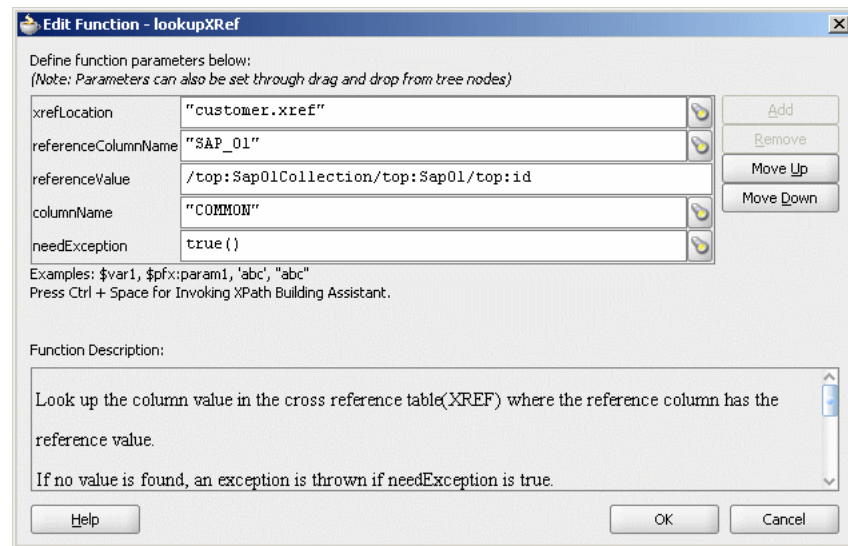 Edit Function - lookupXRef
Define function parameters below:
(Note: Parameters can also be set through drag and drop from tree nodes)
xrefLocation "customer.xref"
referenceColumnName "SAP_01"
referenceValue /top:Sap01Collection/top:Sap01/top:id
columnName "COMMON"
needException true()
Add
Remove
Move Up
Move Down
Examples: $var1, $pfx:param1, 'abc', "abc"
Press Ctrl + Space for Invoking XPath Building Assistant.
Function Description:
Look up the column value in the cross reference table(XREF) where the reference column has the
reference value.
If no value is found, an exception is thrown if needException is true.
Help OK Cancel